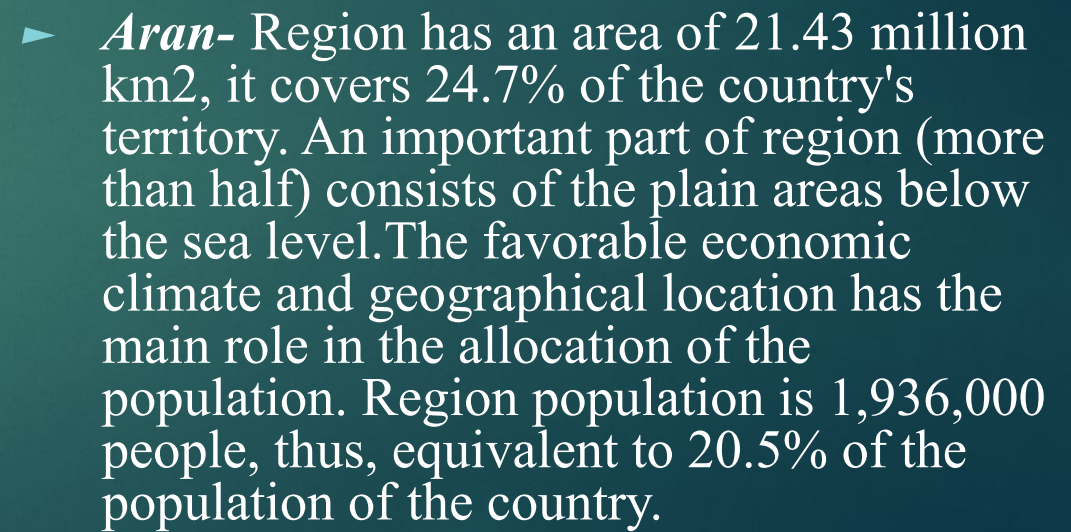 Aran- Region has an area of 21.43 million
km2, it covers 24.7% of the country's
territory. An important part of region (more
than half) consists of the plain areas below
the sea level.The favorable economic
climate and geographical location has the
main role in the allocation of the
population. Region population is 1,936,000
people, thus, equivalent to 20.5% of the
population of the country.